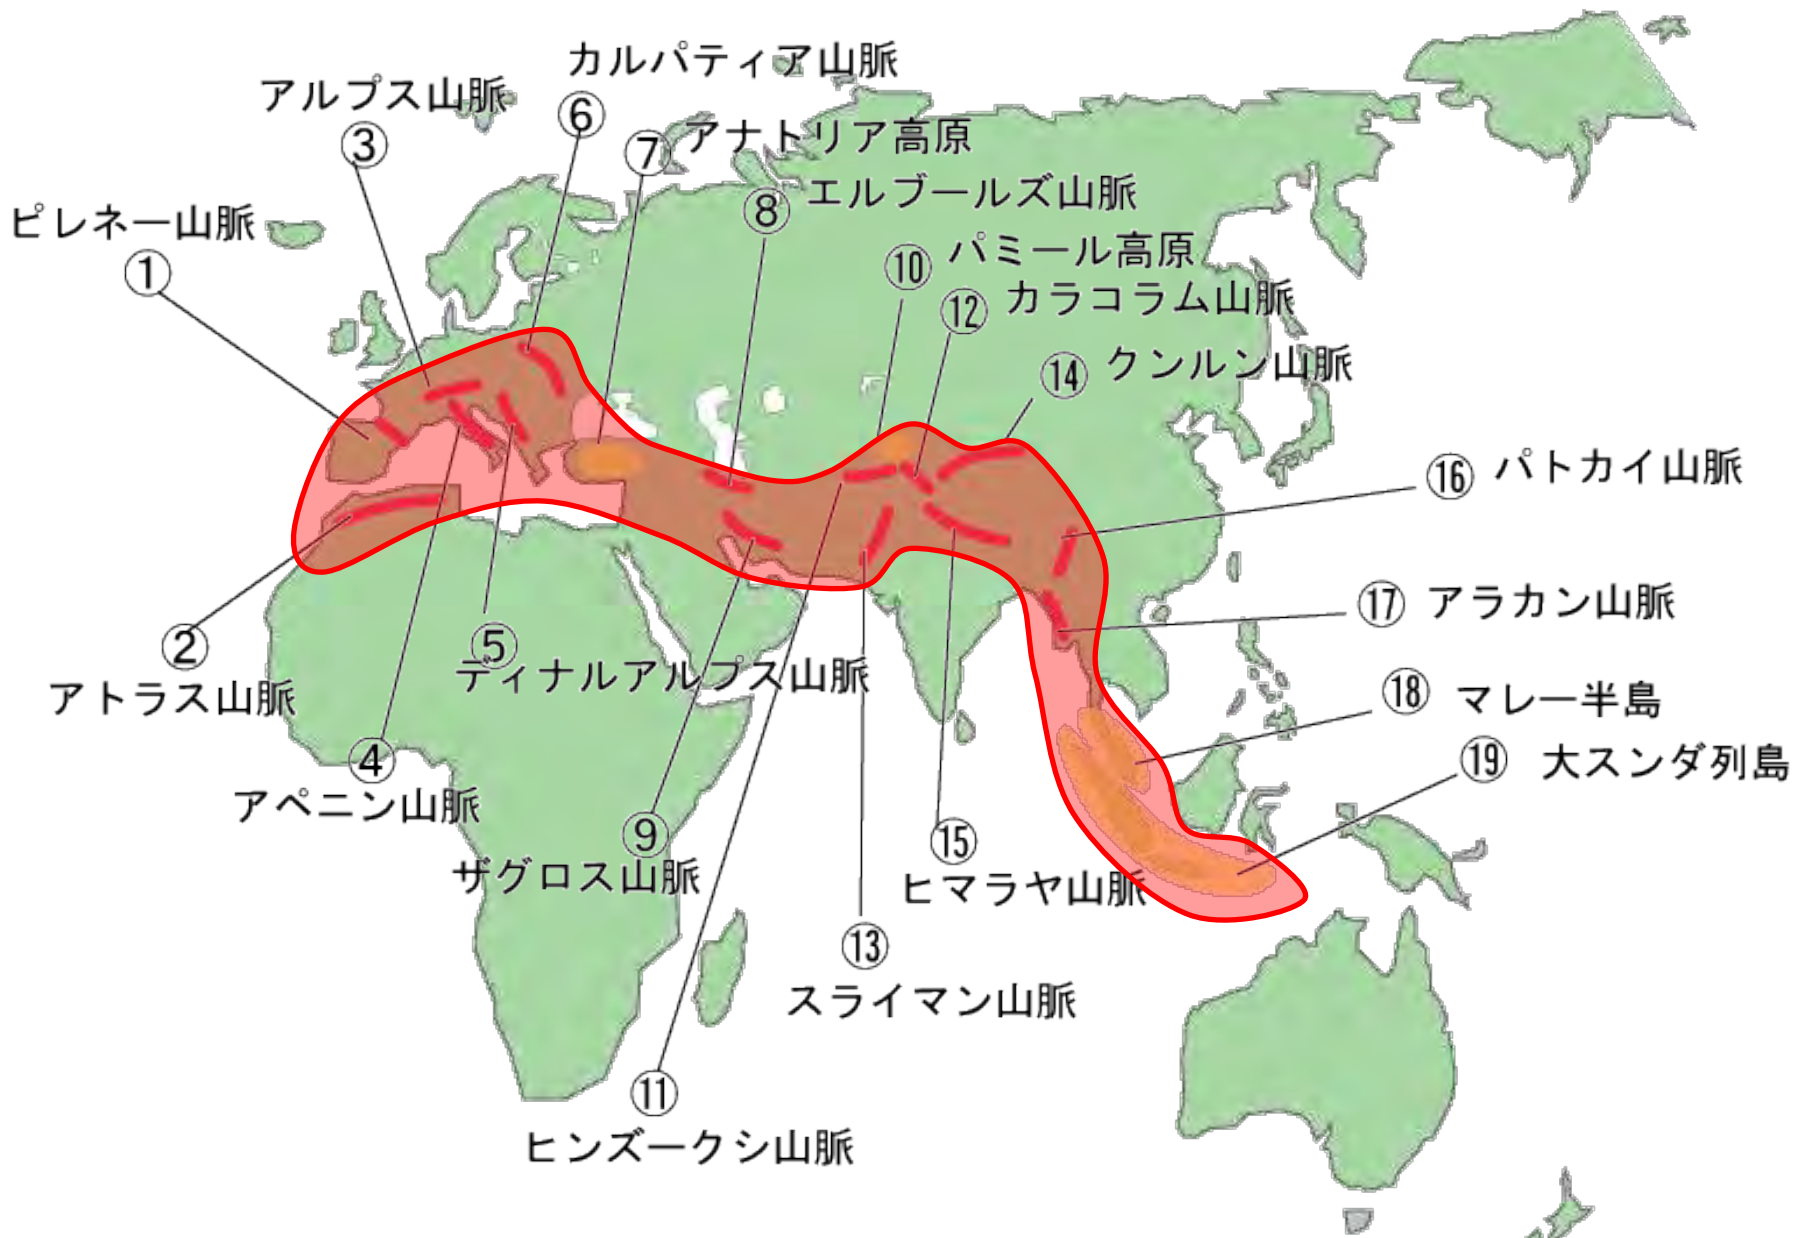 カルパティア山脈
⑥
アルプス山脈
③
⑦ アナトリア高原
⑧ エルブールズ山脈
ピレネー山脈
①
⑩ パミール高原
⑫ カラコラム山脈
⑭ クンルン山脈
⑯ パトカイ山脈
⑰ アラカン山脈
②
アトラス山脈
⑤
ディナルアルプス山脈
⑱ マレー半島
④
アペニン山脈
⑲ 大スンダ列島
⑨
ザグロス山脈
⑮
ヒマラヤ山脈
⑬
スライマン山脈
⑪
ヒンズークシ山脈